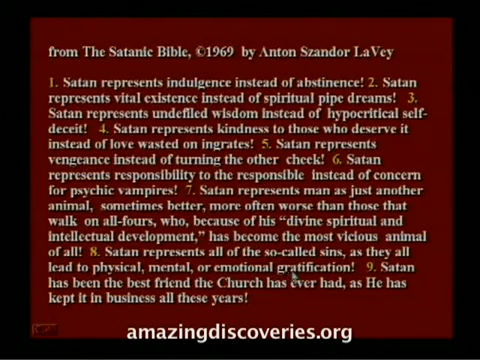 from The Satanic Bible, ©1969 by Anton Szandor LaVey
1. Satan represents indulgence instead of abstinence! 2. Satan
represents vital existence instead of spiritual pipe dreams! 3.
Satan represents undefiled wisdom instead of hypocritical self-
deceit! 4. Satan represents kindness to those who deserve it
instead of love wasted on ingrates! 5. Satan represents
vengeance instead of turning the other cheek! 6. Satan
represents responsibility to the responsible instead of concern
for psychic vampires! 7. Satan represents man as just another
animal, sometimes better, more often worse than those that
walk on all-fours, who, because of his “divine spiritual and
intellectual development,” has become the most vicious animal
of all! 8. Satan represents all of the so-called sins, as they all
lead to physical, mental, or emotional gratification! 9. Satan
has been the best friend the Church has ever had, as He has
kept it in business all these years!
amazingdiscoveries.org